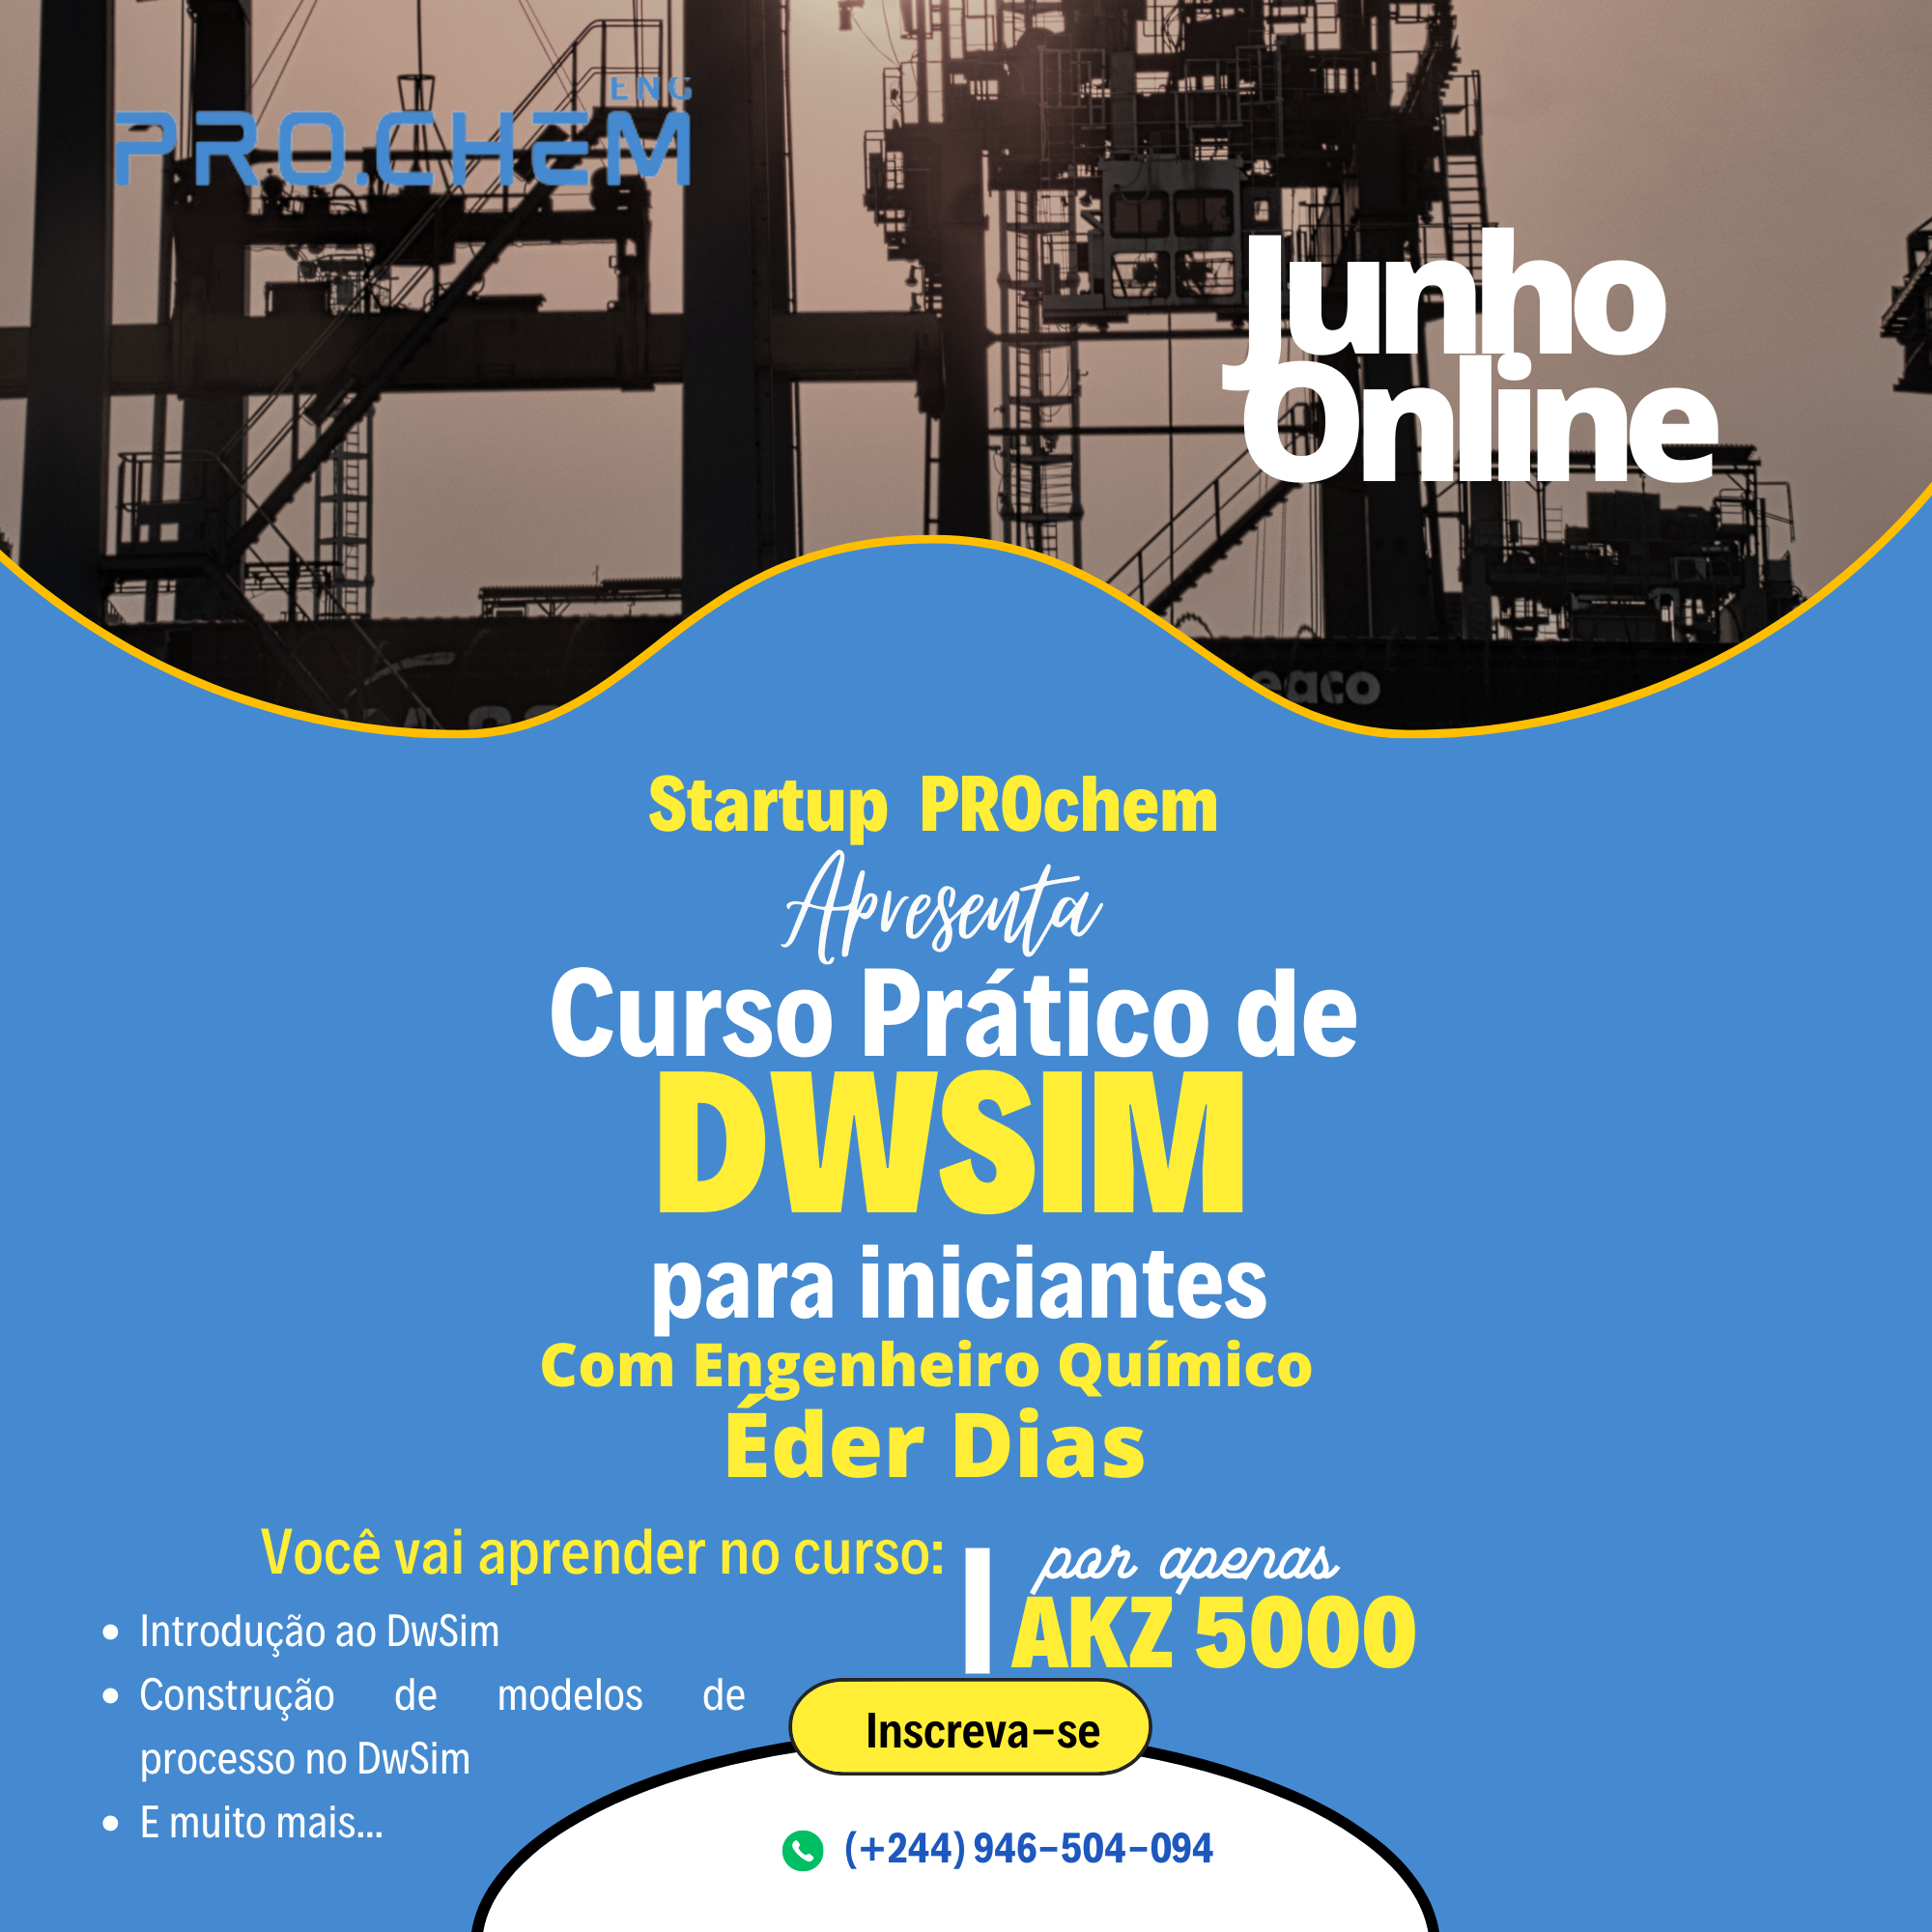 ENG
PRO.CHEM
Junho
Online
eaco
Startup PROchem
Apresenta
Curso Prático de
DWSIM
para iniciantes
Com Engenheiro Químico
Éder Dias
Você vai aprender no curso:
• Introdução ao DwSim
• Construção de modelos de
processo no DwSim
• E muito mais...
por apenas
AKZ 5000
Inscreva-se
(+244) 946-504-094